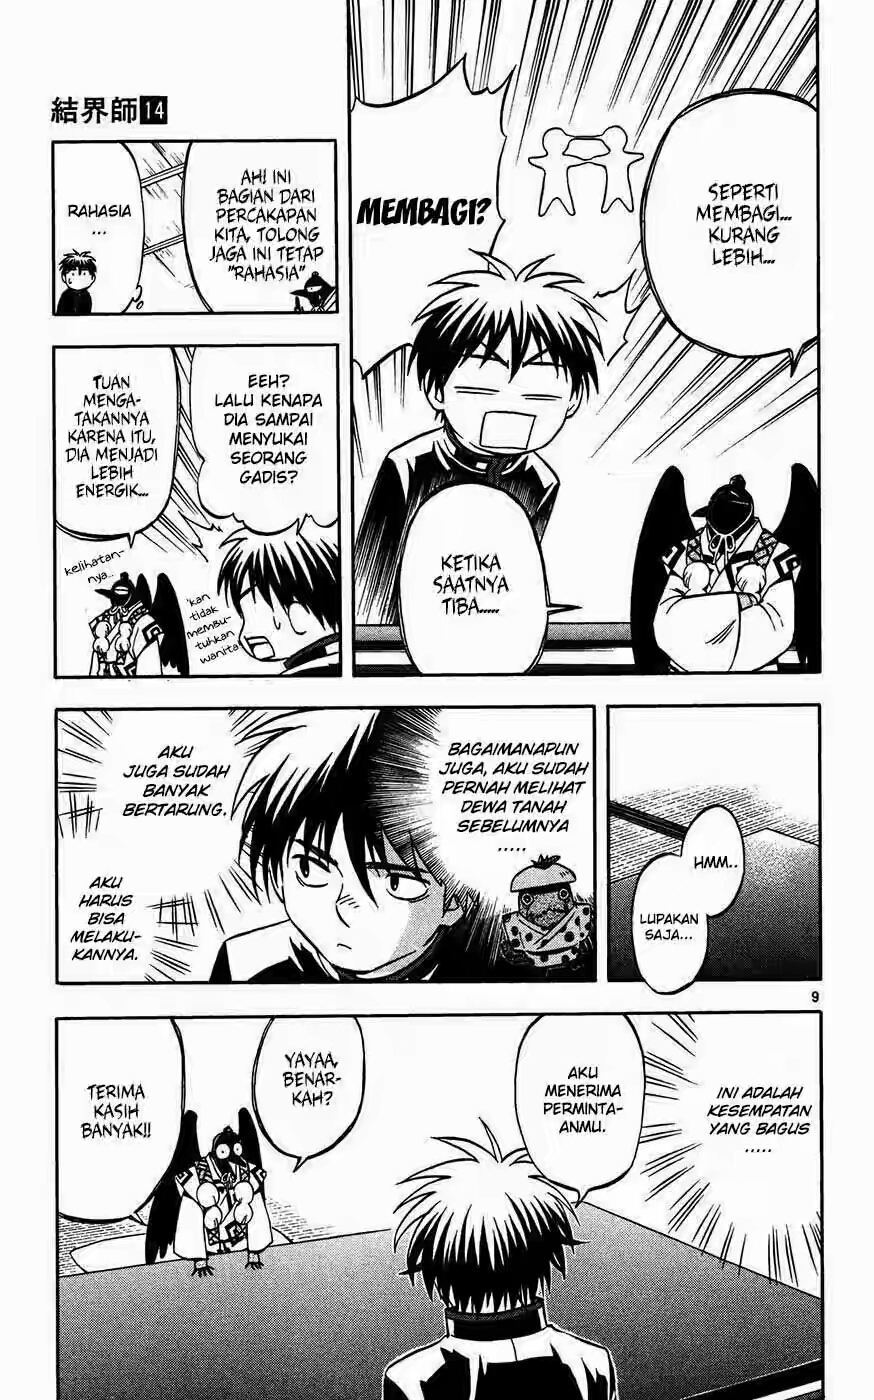 SEPERTI
MEMBAGI...
KURANG
LEBIH...
MEMBAGI?
KETIKA
SAATNYA
TIBA.....
結界師14
AH! INI
BAGIAN DARI
PERCAKAPAN
KITA, TOLONG
JAGA INI TETAP
"RAHASIA"
RAHASIA
...
EEH?
LALU KENAPA
DIA SAMPAI
MENYUKAI
SEORANG
GADIS?
'kan
tidak
membu-
tuhkan
wanita
TUAN
MENGA-
TAKANNYA
KARENA ITU,
DIA MENJADI
LEBIH
ENERGIK...
kelihatan-
nya...
HMM..
LUPAKAN
SAJA...
BAGAIMANAPUN
JUGA, AKU SUDAH
PERNAH MELIHAT
DEWA TANAH
SEBELUMNYA
.....
AKU
JUGA SUDAH
BANYAK
BERTARUNG.
AKU
HARUS
BISA
MELAKU-
KANNYA.
9
INI ADALAH
KESEMPATAN
YANG BAGUS
.....
AKU
MENERIMA
PERMINTA-
ANMU.
YAYAA,
BENAR-
KAH?
TERIMA
KASIH
BANYAK!!